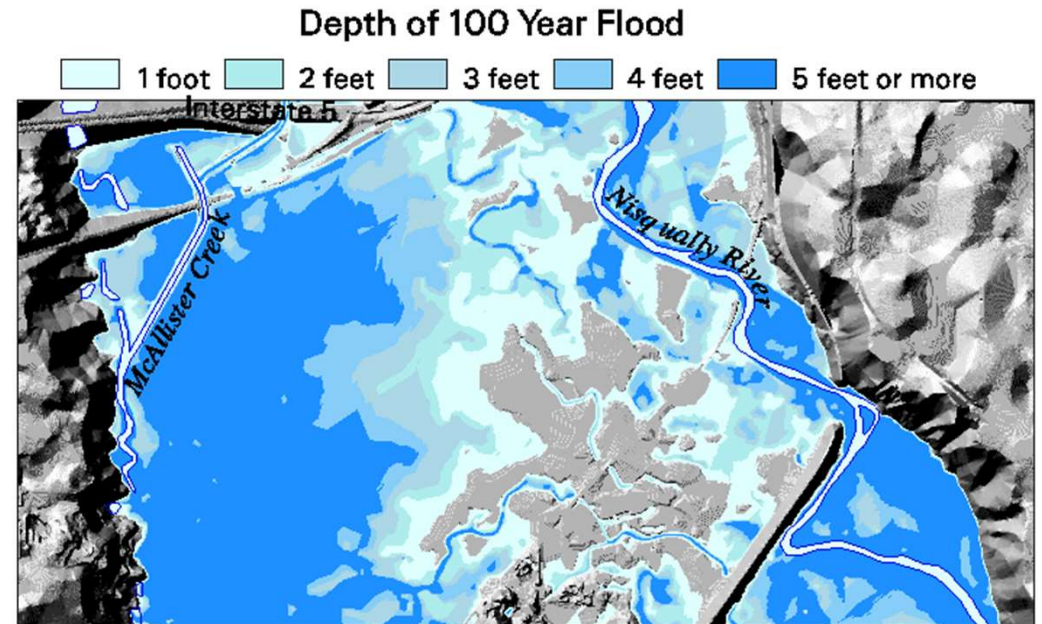 Depth of 100 Year Flood
1 foot 2 feet 3 feet 4 feet 5 feet or more
Interstate 5
Nisqually River
McAllister Creek